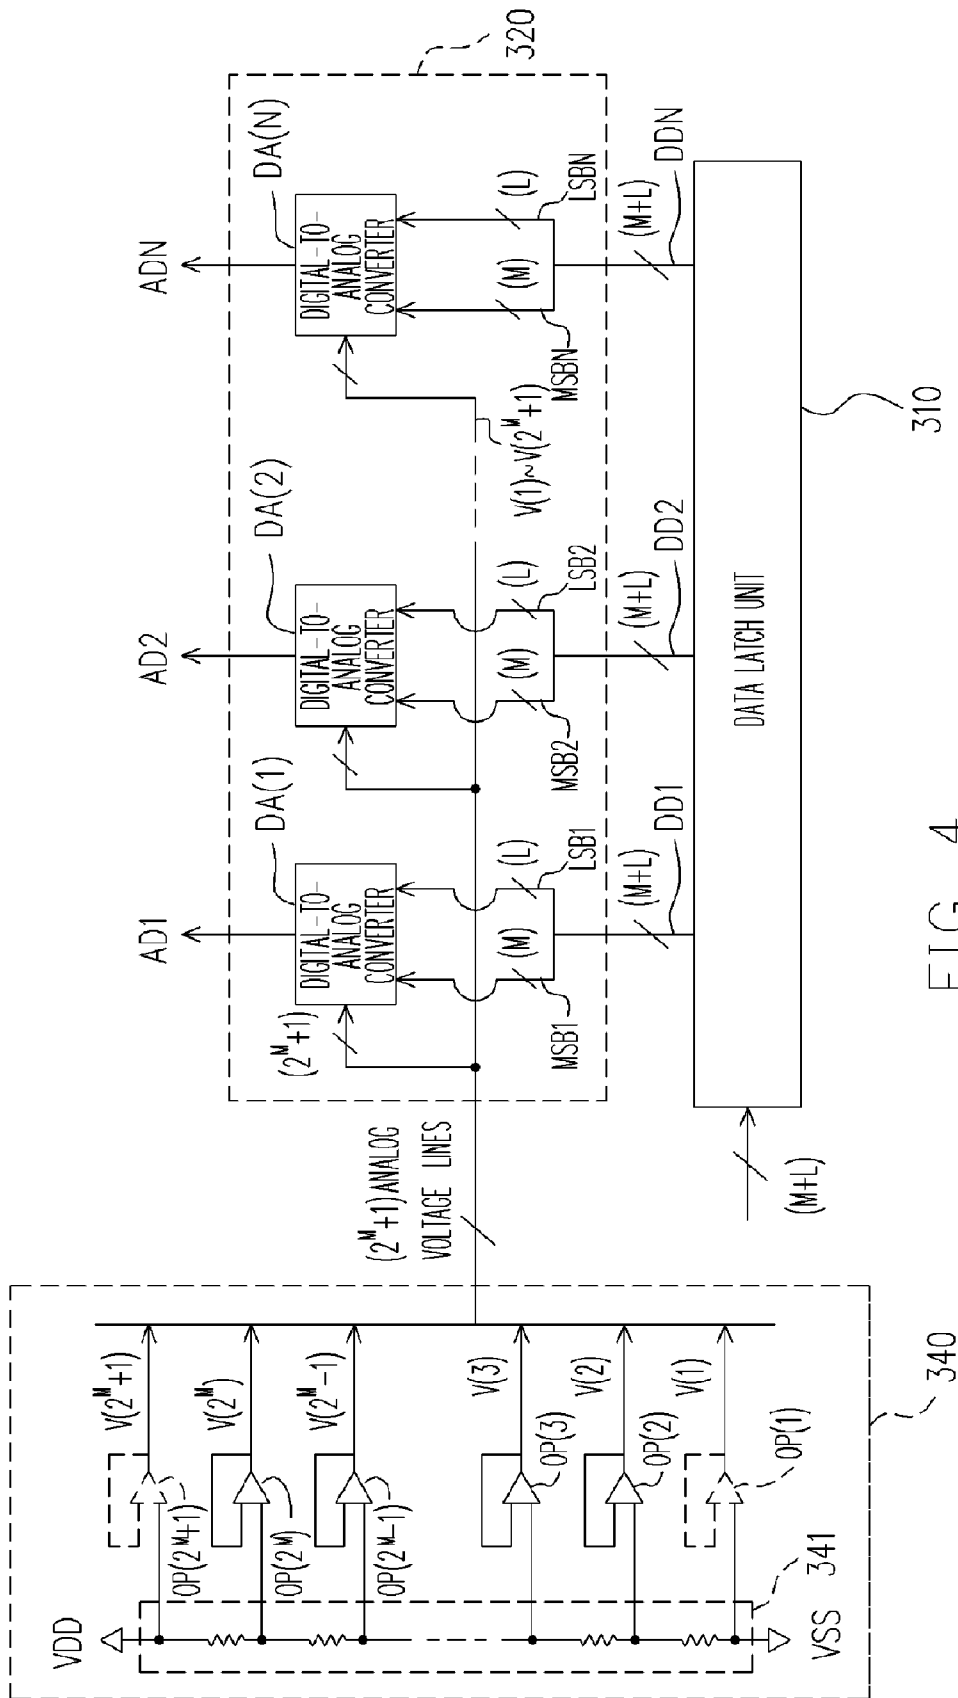 VDD
OP(2^M+1)
OP(2^M)
OP(2^M-1)
OP(3)
OP(2)
OP(1)
341
VSS
V(2^M+1)
V(2^M)
V(2^M-1)
V(3)
V(2)
V(1)
340
(2^M+1) ANALOG
VOLTAGE LINES
AD1
AD2
ADN
DA(1)
DA(2)
DA(N)
320
(2^M+1)
DIGITAL-TO-
ANALOG
CONVERTER
DIGITAL-TO-
ANALOG
CONVERTER
DIGITAL-TO-
ANALOG
CONVERTER
V(1)~V(2^M+1)
MSB1
(M)
(L)
LSB1
MSB2
(M)
(L)
LSB2
MSBN
(M)
(L)
LSBN
(M+L)
DD1
(M+L)
DD2
(M+L)
DDN
(M+L)
DATA LATCH UNIT
310
FIG. 4